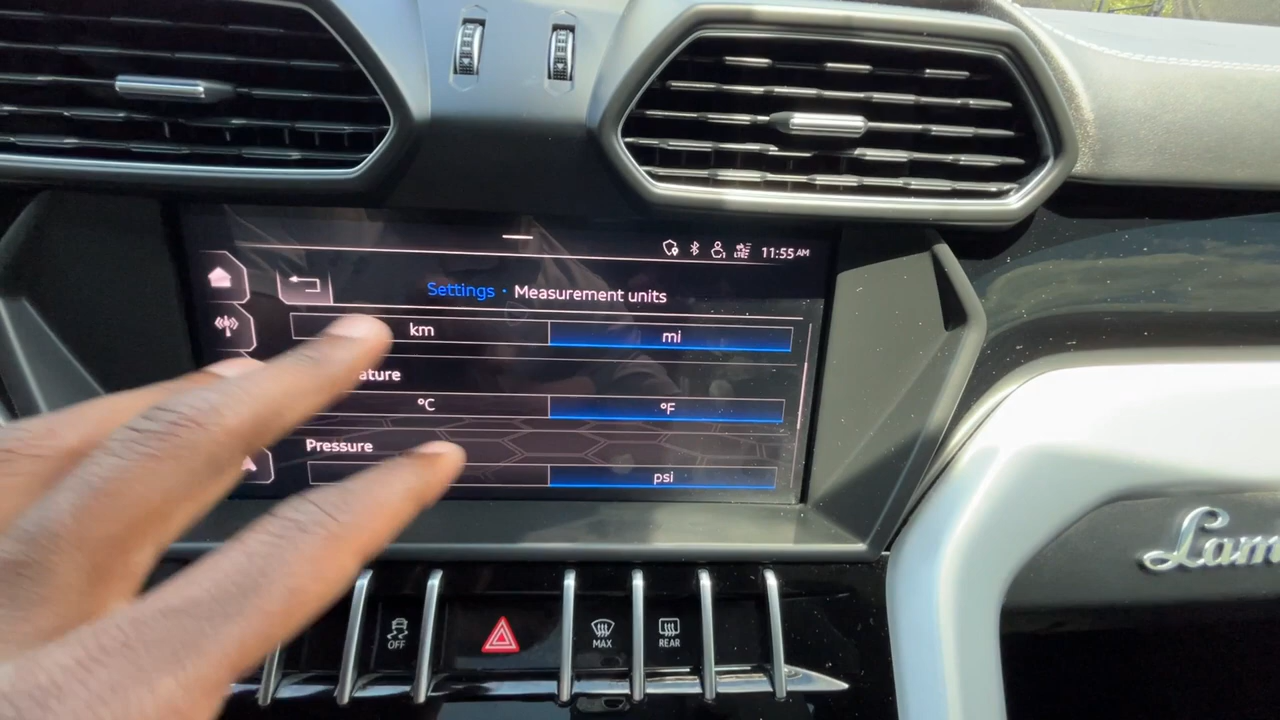 11:55 AM
Settings · Measurement units
km mi
ature
°C °F
Pressure
psi
OFF
MAX
REAR
Lam